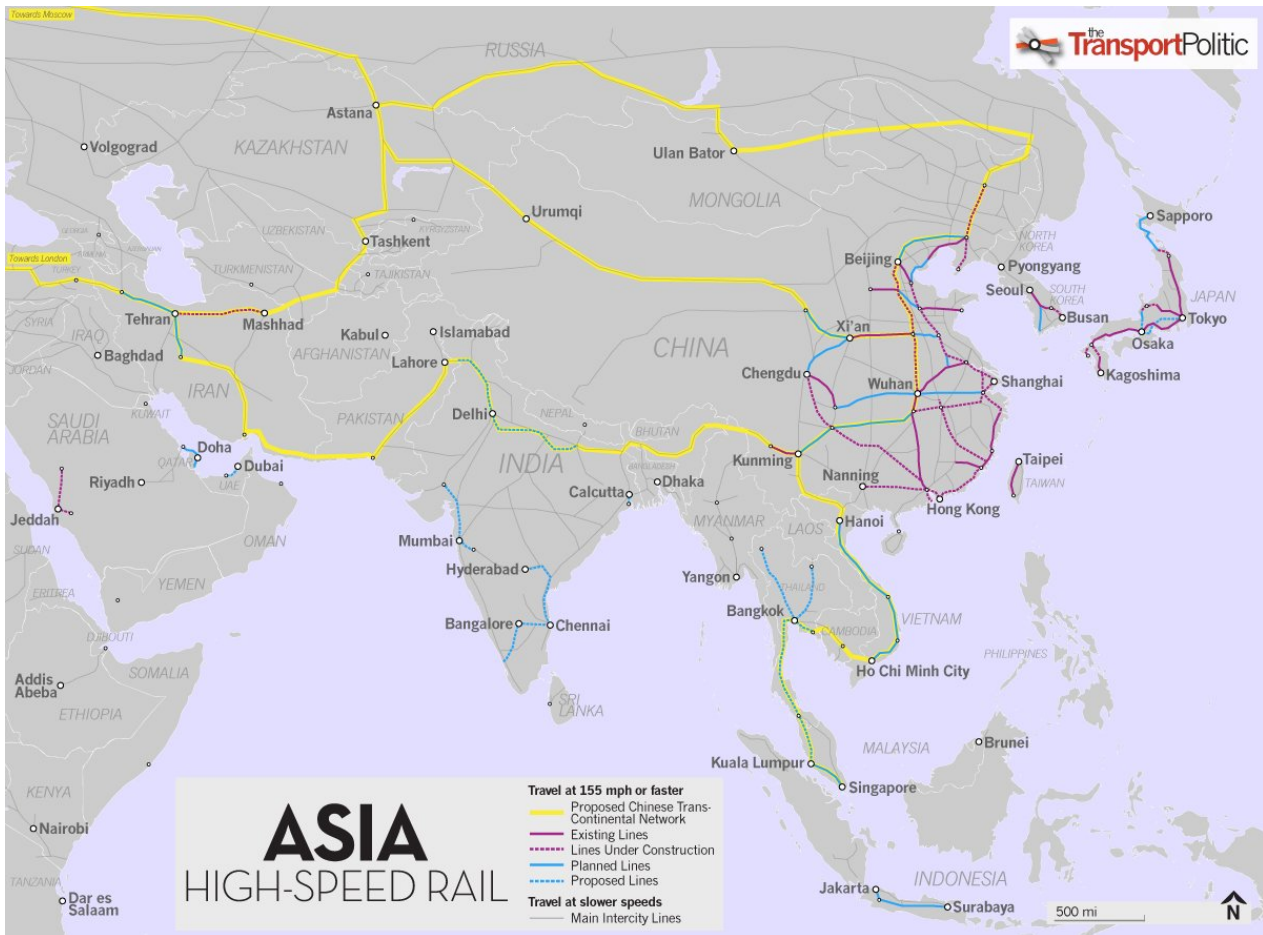 Towards Moscow
the
TransportPolitic
RUSSIA
Astana
Volgograd
KAZAKHSTAN
Ulan Bator
MONGOLIA
Urumqi
Sapporo
GEORGIA
UZBEKISTAN
KYRGYZSTAN
Tashkent
NORTH
KOREA
Towards London
TURKEY
TURKMENISTAN
TAJIKISTAN
Beijing
Pyongyang
Seoul
SOUTH
KOREA
JAPAN
Tehran
Mashhad
Busan
Tokyo
SYRIA
IRAQ
Kabul
Islamabad
Xi'an
Osaka
Baghdad
AFGHANISTAN
Lahore
CHINA
JORDAN
IRAN
Chengdu
Wuhan
Shanghai
Kagoshima
KUWAIT
PAKISTAN
Delhi
NEPAL
SAUDI
ARABIA
BHUTAN
Doha
QATAR
Dubai
UAE
INDIA
BANGLADESH
Kunming
Taipei
TAIWAN
Riyadh
Calcutta
Dhaka
Nanning
Hong Kong
Jeddah
OMAN
MYANMAR
LAOS
Hanoi
SUDAN
Mumbai
Hyderabad
YEMEN
ERITREA
Yangon
THAILAND
Bangkok
VIETNAM
Bangalore
Chennai
CAMBODIA
DJIBOUTI
PHILIPPINES
SOMALIA
Ho Chi Minh City
Addis
Abeba
ETHIOPIA
SRI
LANKA
MALAYSIA
Brunei
Kuala Lumpur
Singapore
KENYA
Nairobi
TANZANIA
Dar es
Salaam
ASIA
HIGH-SPEED RAIL
Travel at 155 mph or faster
Proposed Chinese Trans-
Continental Network
Existing Lines
Lines Under Construction
Planned Lines
Proposed Lines
Travel at slower speeds
Main Intercity Lines
INDONESIA
Jakarta
Surabaya
500 mi
N